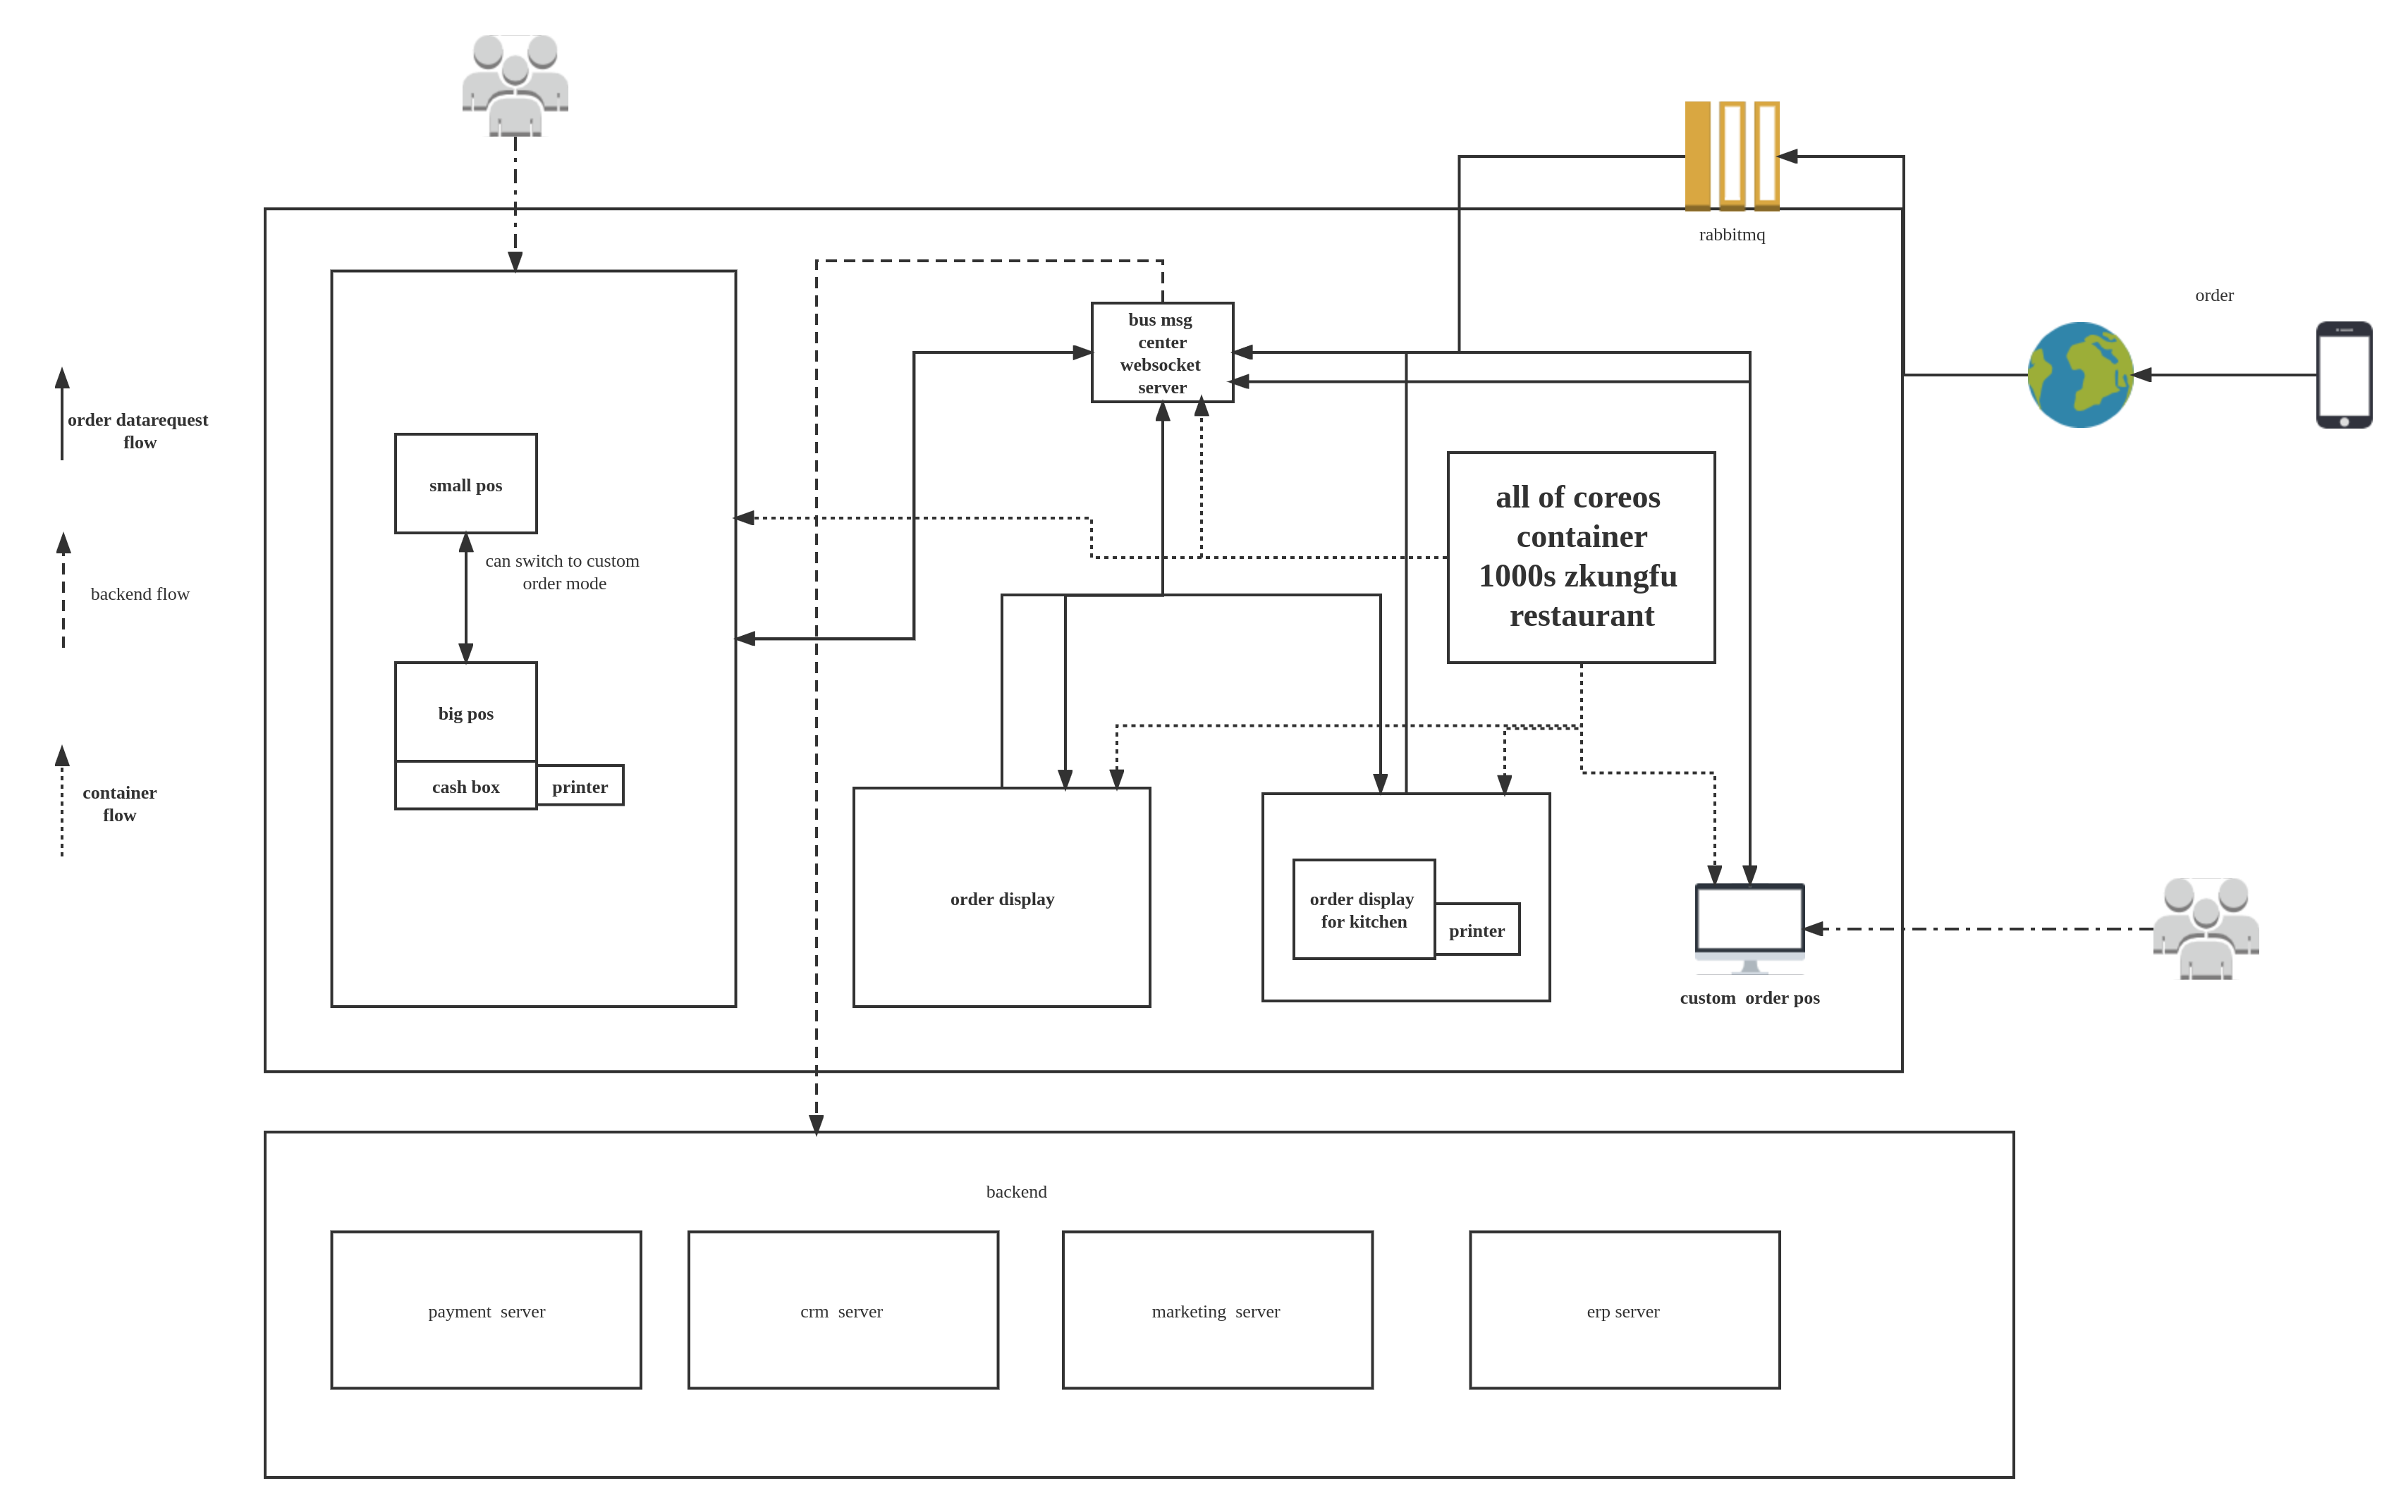 rabbitmq
order
bus msg
center
websocket
server
order datarequest
flow
small pos
all of coreos
container
1000s zkungfu
restaurant
can switch to custom
order mode
backend flow
big pos
cash box
printer
container
flow
order display
order display
for kitchen
printer
custom  order pos
backend
payment  server
crm  server
marketing  server
erp server